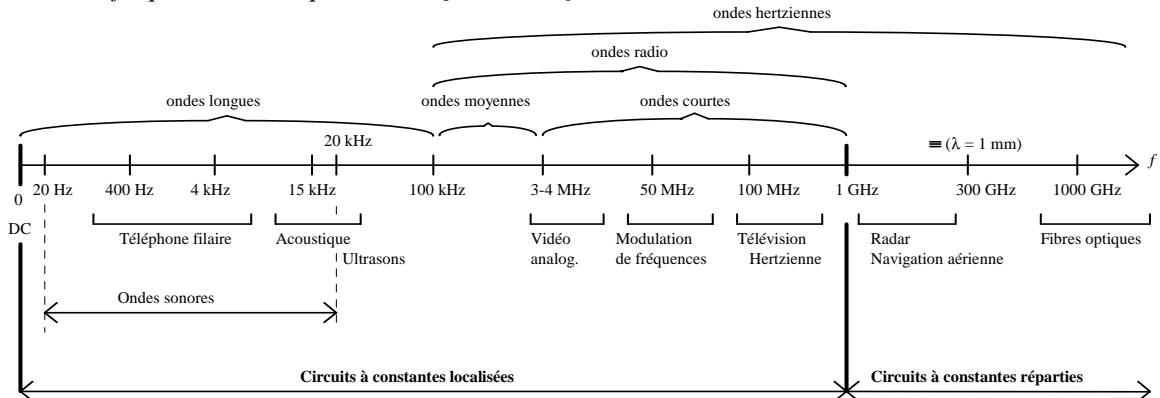 ondes hertziennes
ondes radio
ondes longues
ondes moyennes
ondes courtes
20 kHz
≡ (λ = 1 mm)
f
0
20 Hz
400 Hz
4 kHz
15 kHz
100 kHz
3-4 MHz
50 MHz
100 MHz
1 GHz
300 GHz
1000 GHz
DC
Téléphone filaire
Acoustique
Ultrasons
Vidéo
analog.
Modulation
de fréquences
Télévision
Hertzienne
Radar
Navigation aérienne
Fibres optiques
Ondes sonores
Circuits à constantes localisées
Circuits à constantes réparties